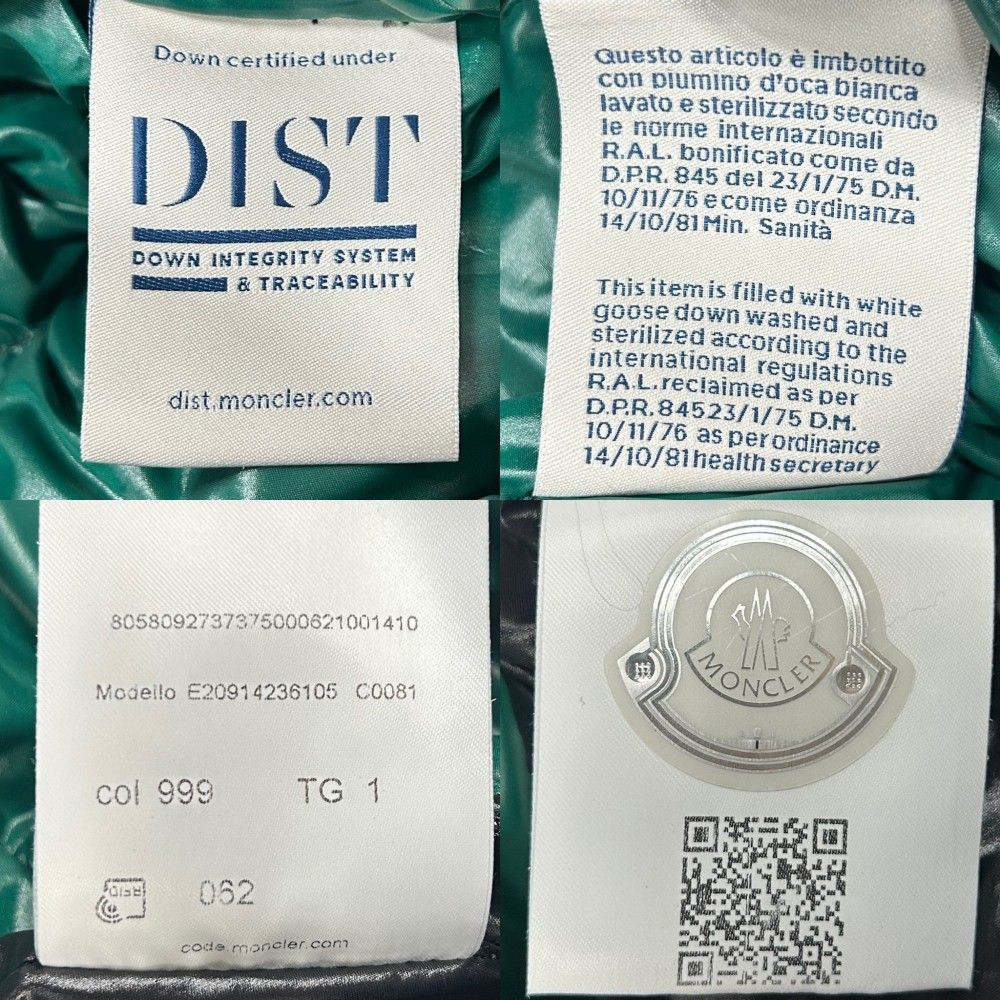 Down certified under
DIST
DOWN INTEGRITY SYSTEM
& TRACEABILITY
dist.moncler.com
Questo articolo è imbottito
con piumino d'oca bianca
lavato e sterilizzato secondo
le norme internazionali
R.A.L. bonificato come da
D.P.R. 845 del 23/1/75 D.M.
10/11/76 e come ordinanza
14/10/81 Min. Sanità
This item is filled with white
goose down washed and
sterilized according to the
international regulations
R.A.L. reclaimed as per
D.P.R. 84523/1/75 D.M.
10/11/76 as per ordinance
14/10/81 health secretary
8058092737375000621001410
Modello E20914236105 C0081
col 999 TG 1
RFID
062
code.moncler.com
M
MONCLER